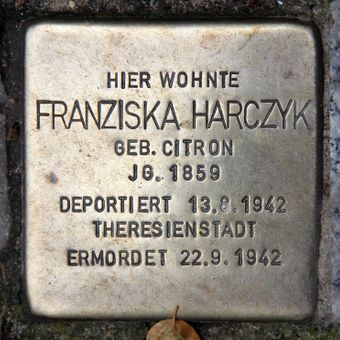 HIER WOHNTE
FRANZISKA HARCZYK
GEB. CITRON
JG. 1859
DEPORTIERT 13.8.1942
THERESIENSTADT
ERMORDET 22.9.1942